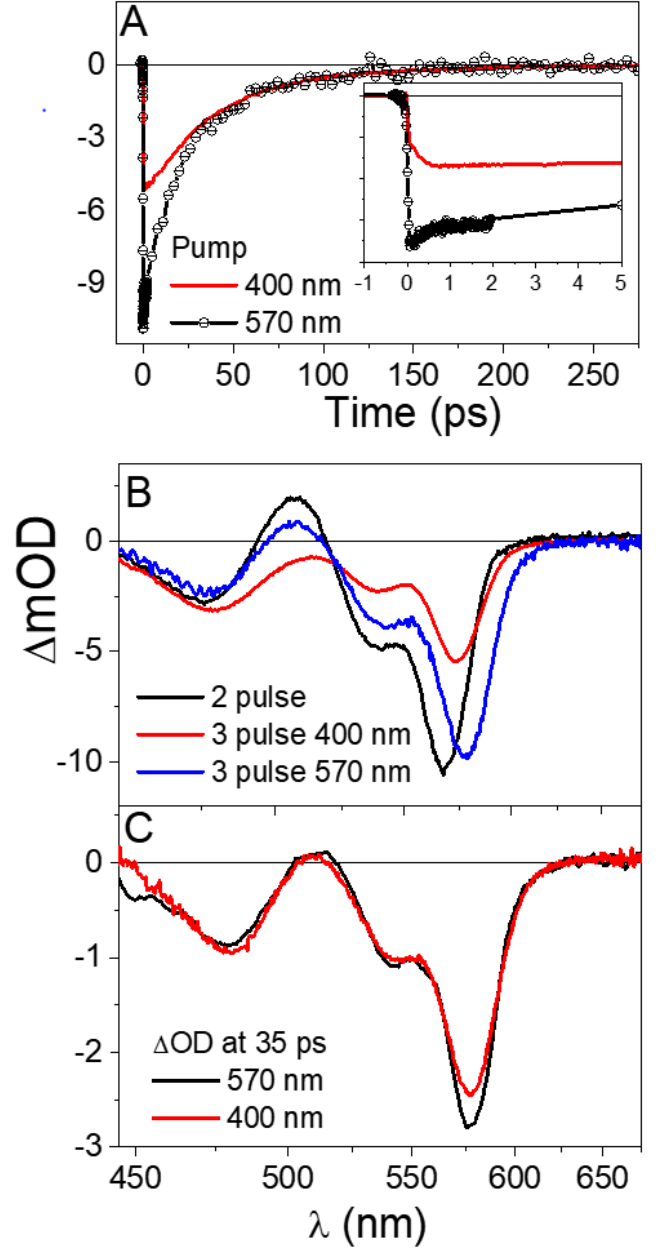 A
0
-3
-6
-9
Pump
400 nm
570 nm
-1 0 1 2 3 4 5
0 50 100 150 200 250
Time (ps)
B
0
-5
-10
ΔmOD
2 pulse
3 pulse 400 nm
3 pulse 570 nm
C
0
-1
-2
-3
ΔOD at 35 ps
570 nm
400 nm
450 500 550 600 650
λ (nm)